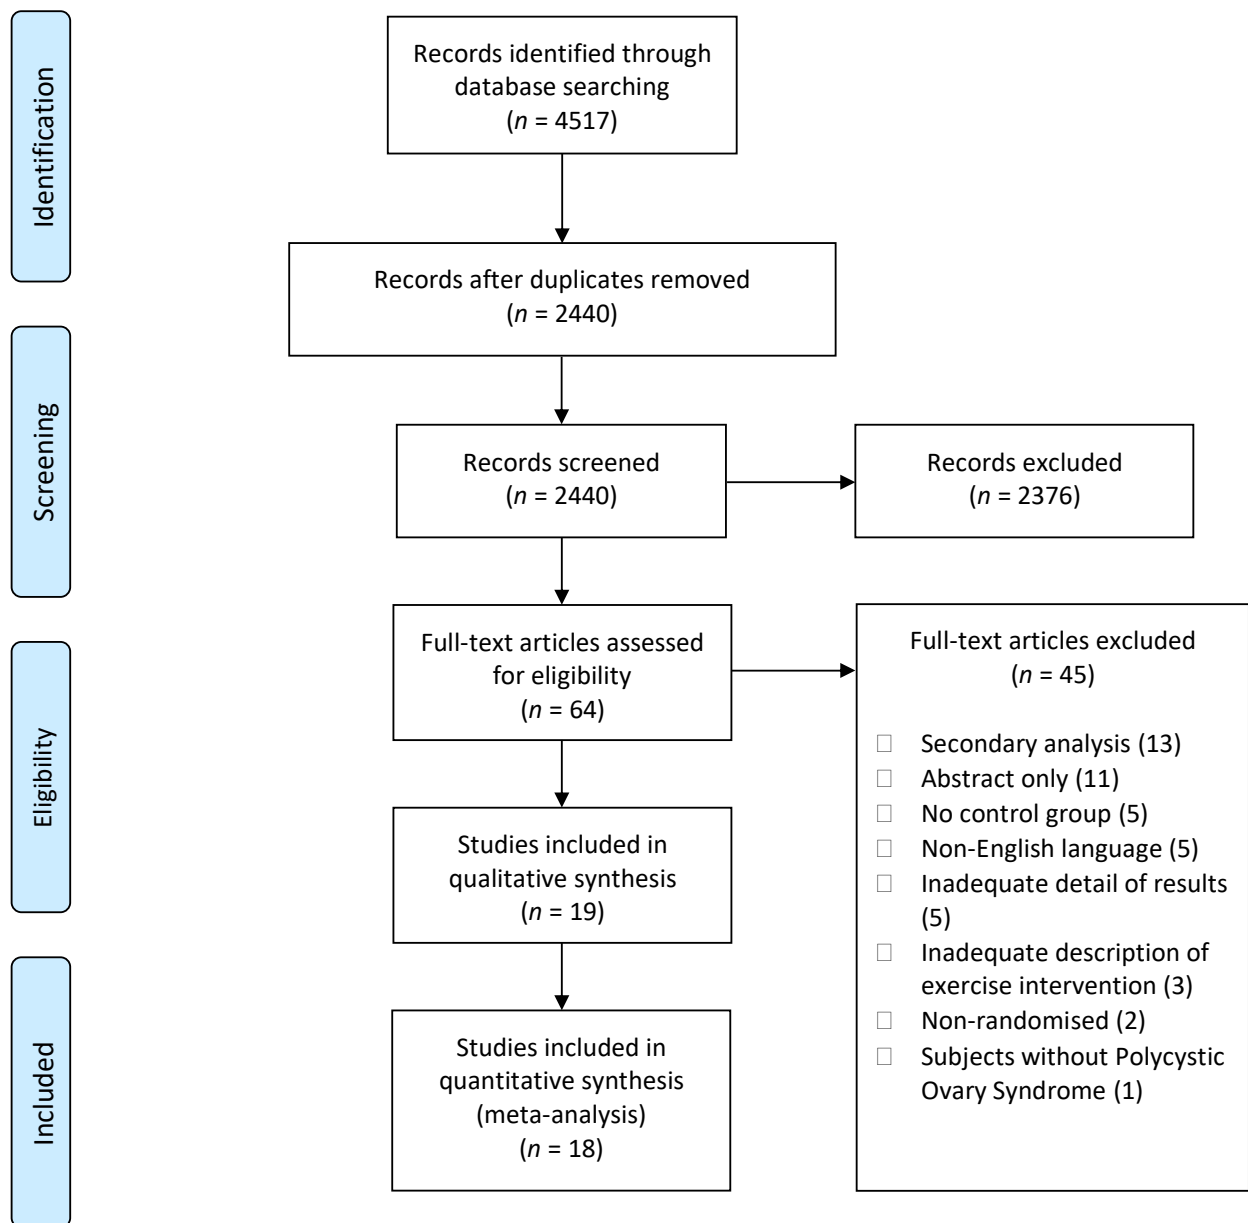 Identification
Records identified through
database searching
(n = 4517)
Records after duplicates removed
(n = 2440)
Screening
Records screened
(n = 2440)
Records excluded
(n = 2376)
Eligibility
Full-text articles assessed
for eligibility
(n = 64)
Full-text articles excluded
(n = 45)
Secondary analysis (13)
Abstract only (11)
No control group (5)
Non-English language (5)
Inadequate detail of results
(5)
Inadequate description of
exercise intervention (3)
Non-randomised (2)
Subjects without Polycystic
Ovary Syndrome (1)
Studies included in
qualitative synthesis
(n = 19)
Included
Studies included in
quantitative synthesis
(meta-analysis)
(n = 18)